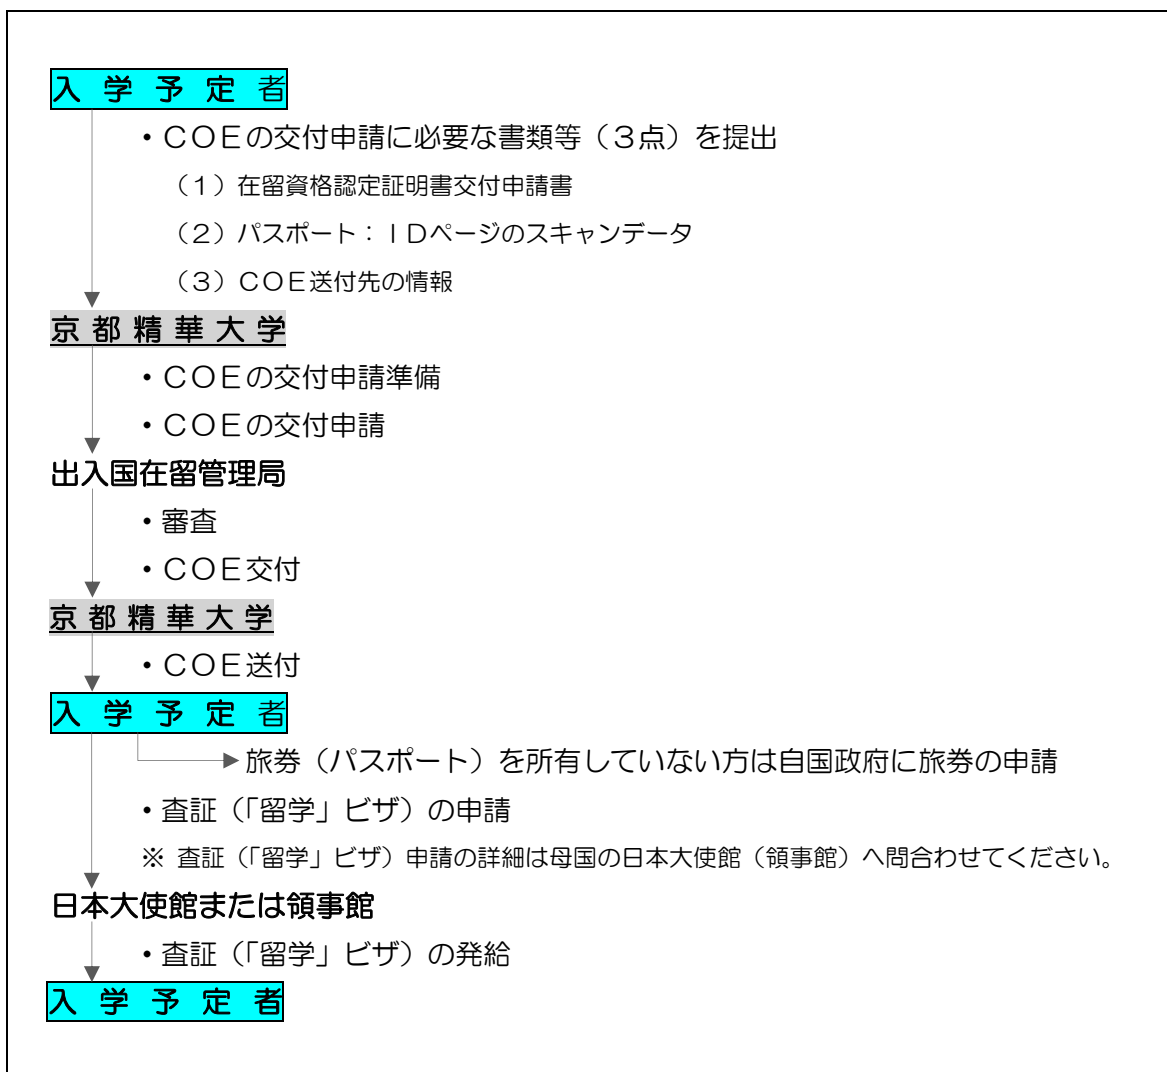 入学予定者
・ＣＯＥの交付申請に必要な書類等（３点）を提出
（１）在留資格認定証明書交付申請書
（２）パスポート：ＩＤページのスキャンデータ
（３）ＣＯＥ送付先の情報
京都精華大学
・ＣＯＥの交付申請準備
・ＣＯＥの交付申請
出入国在留管理局
・審査
・ＣＯＥ交付
京都精華大学
・ＣＯＥ送付
入学予定者
旅券（パスポート）を所有していない方は自国政府に旅券の申請
・査証（「留学」ビザ）の申請
※ 査証（「留学」ビザ）申請の詳細は母国の日本大使館（領事館）へ問合わせてください。
日本大使館または領事館
・査証（「留学」ビザ）の発給
入学予定者